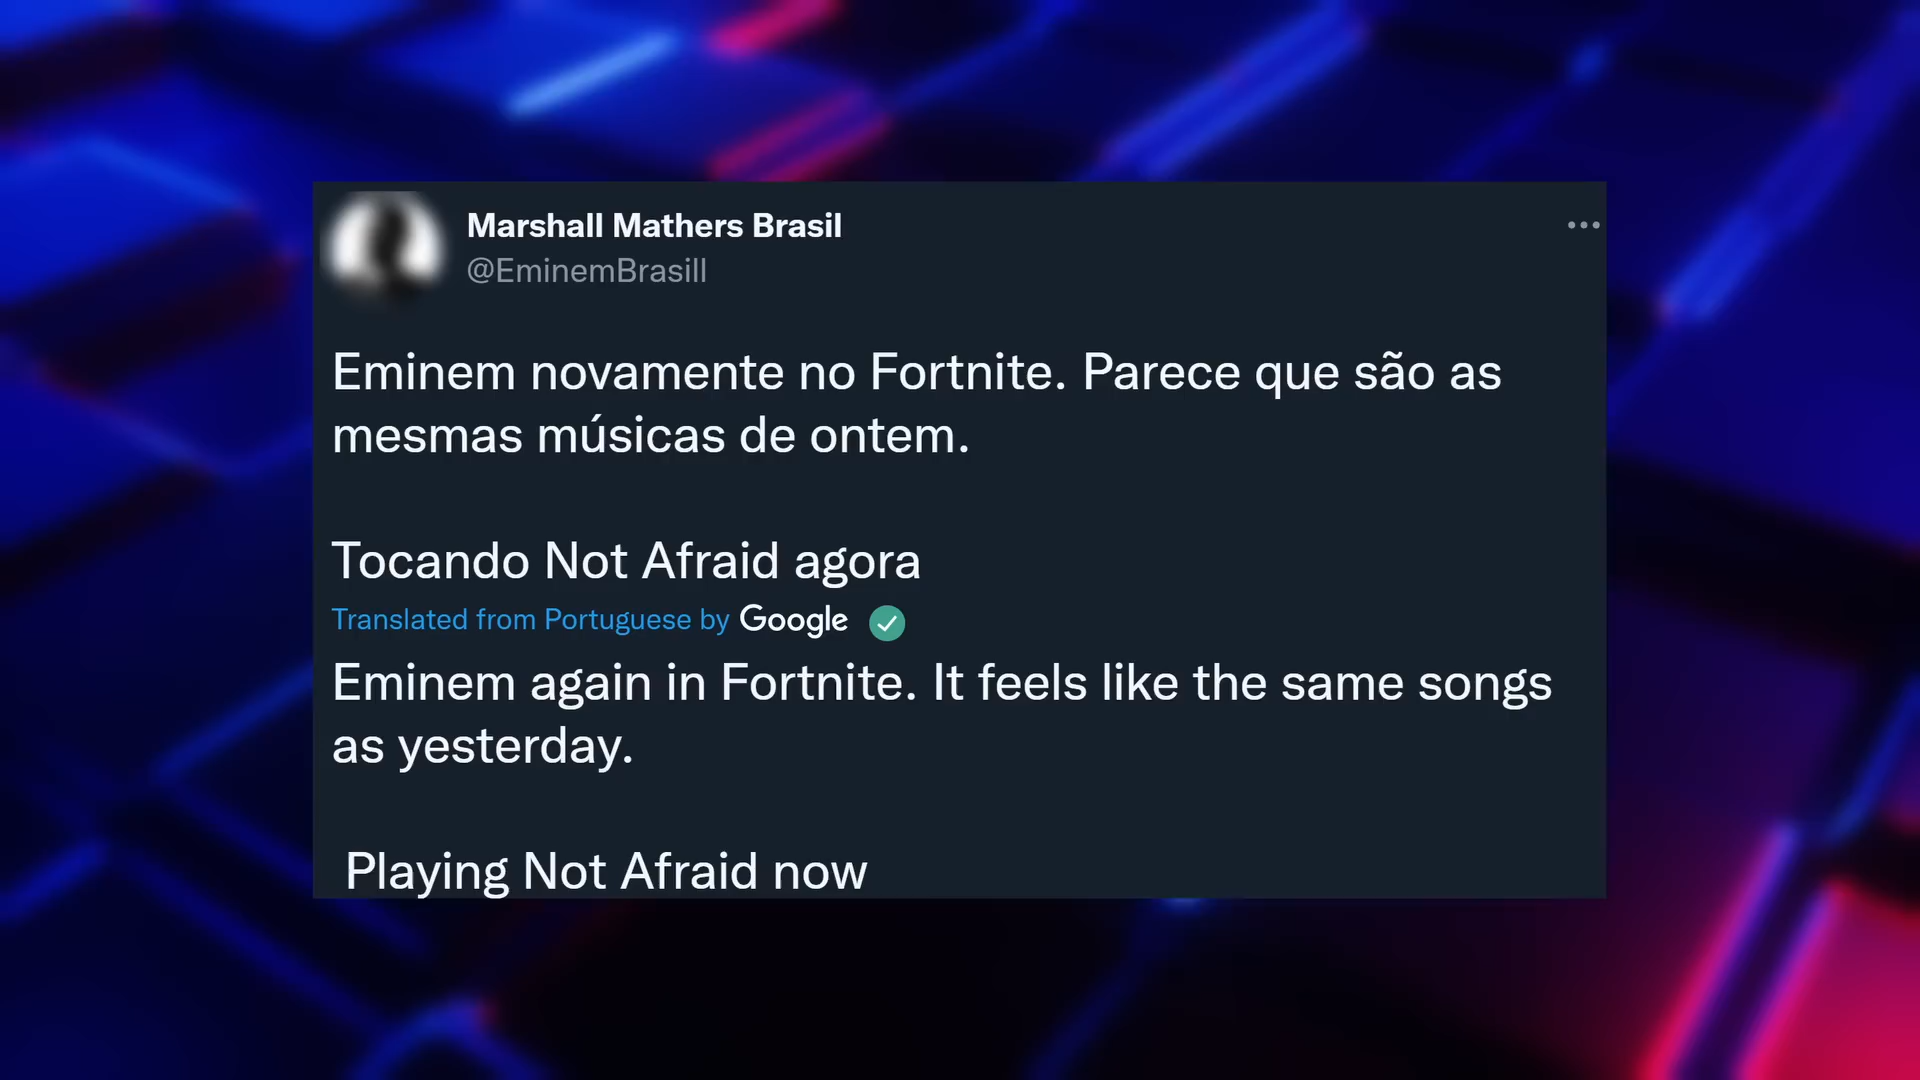 Marshall Mathers Brasil
@EminemBrasill
Eminem novamente no Fortnite. Parece que são as
mesmas músicas de ontem.
Tocando Not Afraid agora
Translated from Portuguese by Google
Eminem again in Fortnite. It feels like the same songs
as yesterday.
Playing Not Afraid now